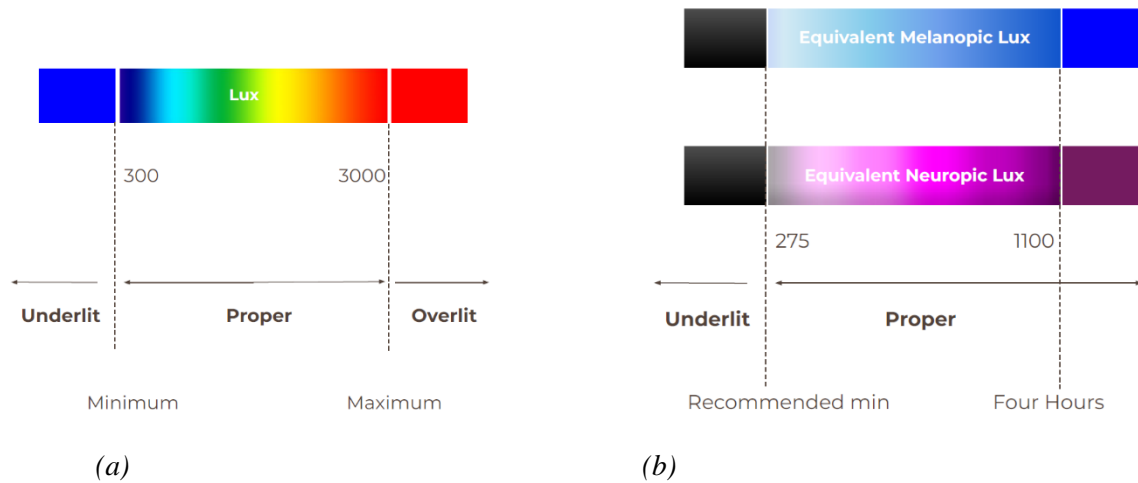 Lux
300 3000
Underlit Proper Overlit
Minimum Maximum
(a)
Equivalent Melanopic Lux
Equivalent Neuropic Lux
275 1100
Underlit Proper
Recommended min Four Hours
(b)